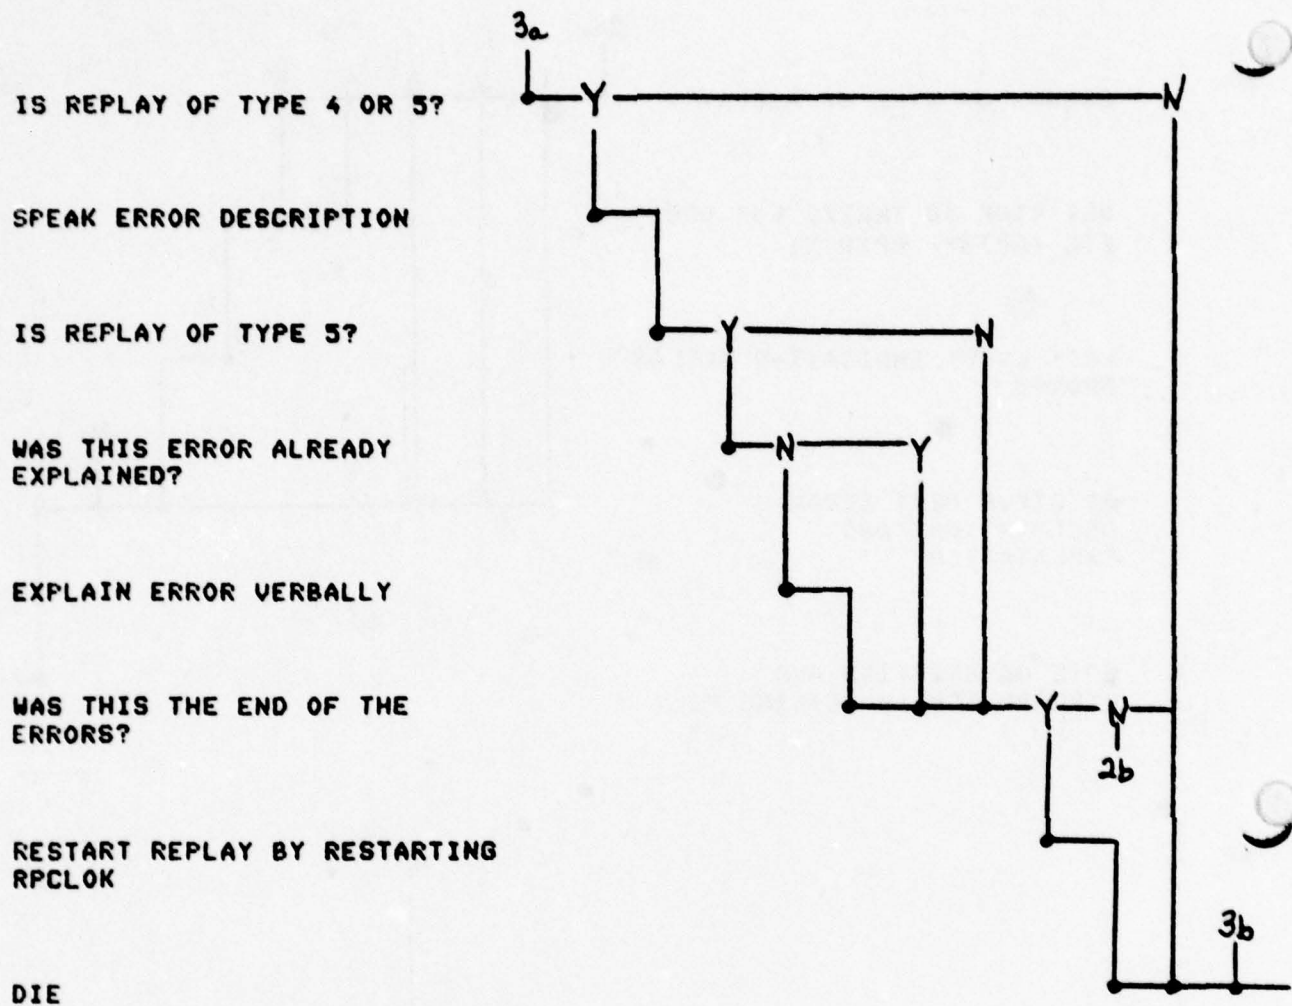 3a
IS REPLAY OF TYPE 4 OR 5? Y N
SPEAK ERROR DESCRIPTION
IS REPLAY OF TYPE 5? Y N
WAS THIS ERROR ALREADY
EXPLAINED? N Y
EXPLAIN ERROR VERBALLY
WAS THIS THE END OF THE
ERRORS? Y N
2b
RESTART REPLAY BY RESTARTING
RPCLOK
3b
DIE